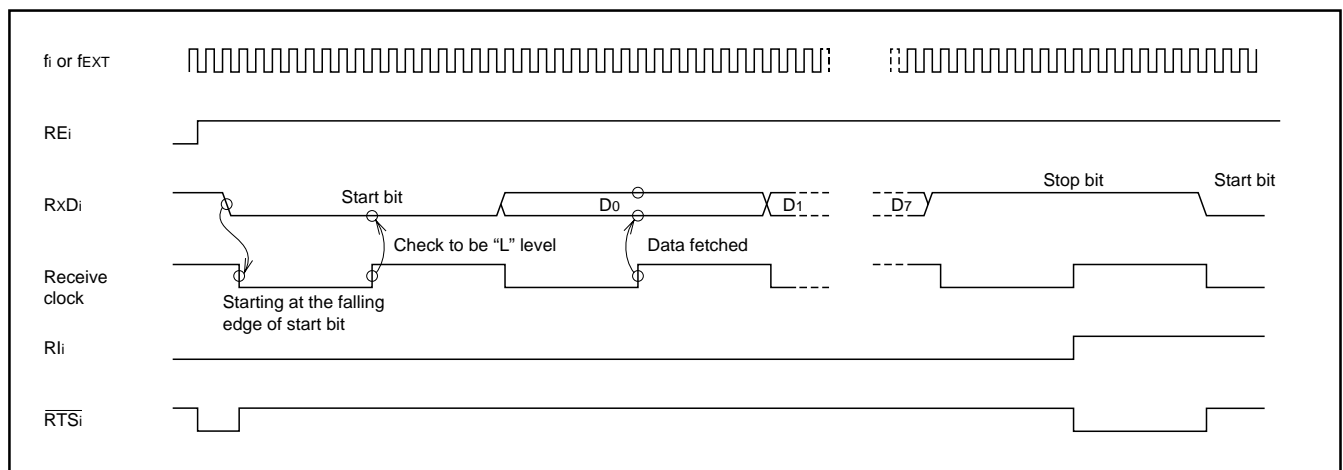 fi or fEXT
REi
RxDi
Start bit
D0
D1
D7
Stop bit
Start bit
Check to be “L” level
Data fetched
Receive
clock
Starting at the falling
edge of start bit
RIi
RTSi